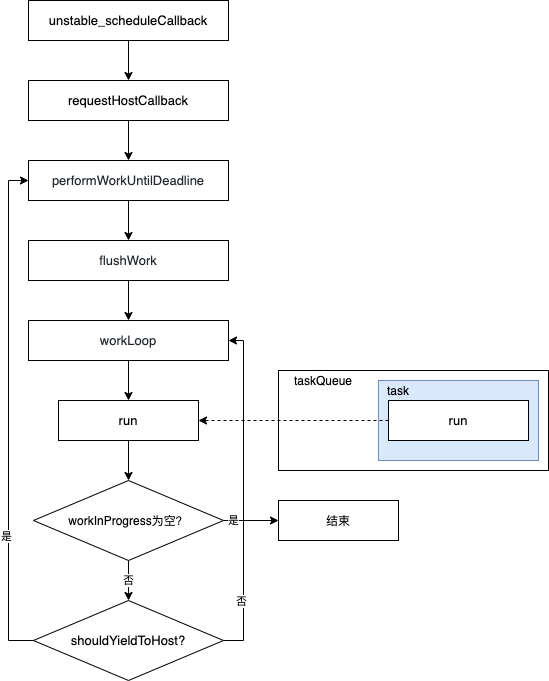 unstable_scheduleCallback
requestHostCallback
performWorkUntilDeadline
flushWork
workLoop
taskQueue
task
run
run
workInProgress为空?
是
结束
是
否
否
shouldYieldToHost?